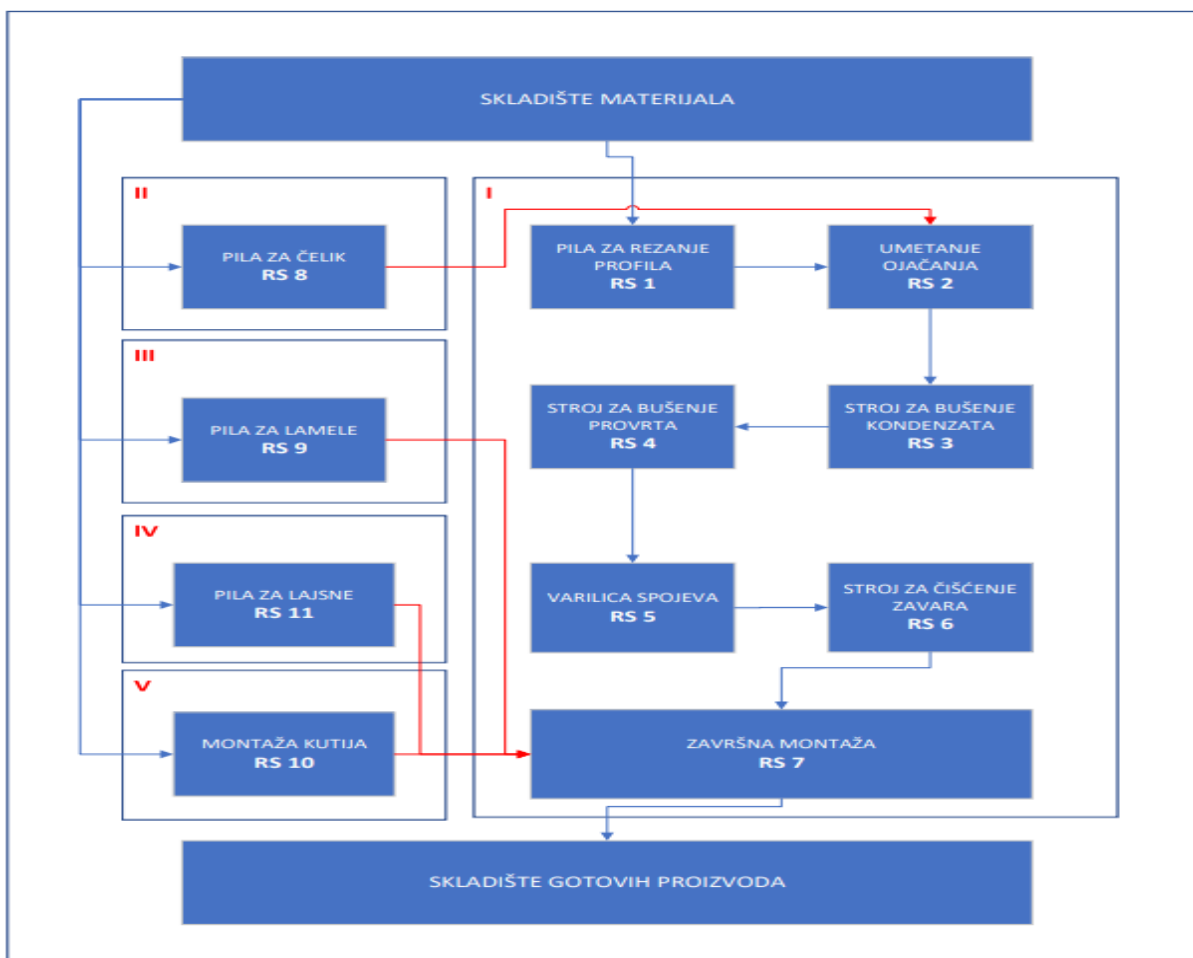 SKLADIŠTE MATERIJALA
II
PILA ZA ČELIK
RS 8
I
PILA ZA REZANJE
PROFILA
RS 1
UMETANJE
OJAČANJA
RS 2
III
PILA ZA LAMELE
RS 9
STROJ ZA BUŠENJE
PROVRTA
RS 4
STROJ ZA BUŠENJE
KONDENZATA
RS 3
IV
PILA ZA LAJSNE
RS 11
VARILICA SPOJEVA
RS 5
STROJ ZA ČIŠĆENJE
ZAVARA
RS 6
V
MONTAŽA KUTIJA
RS 10
ZAVRŠNA MONTAŽA
RS 7
SKLADIŠTE GOTOVIH PROIZVODA